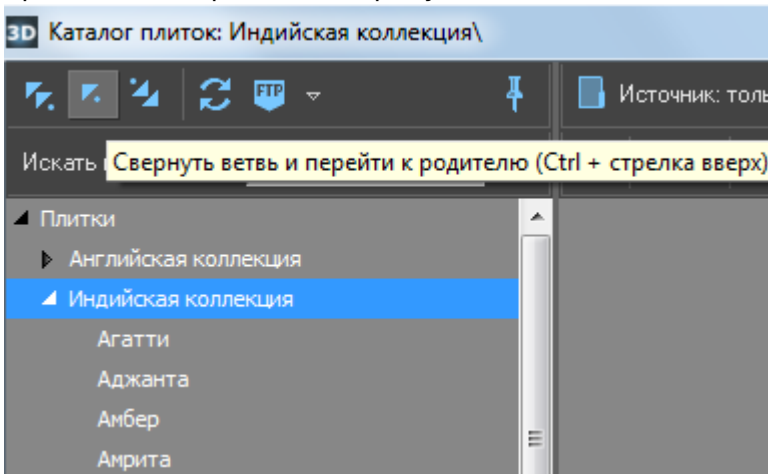 3D Каталог плиток: Индийская коллекция\
FTP
Источник: толь
Искать
Свернуть ветвь и перейти к родителю (Ctrl + стрелка вверх)
Плитки
Английская коллекция
Индийская коллекция
Агатти
Аджанта
Амбер
Амрита